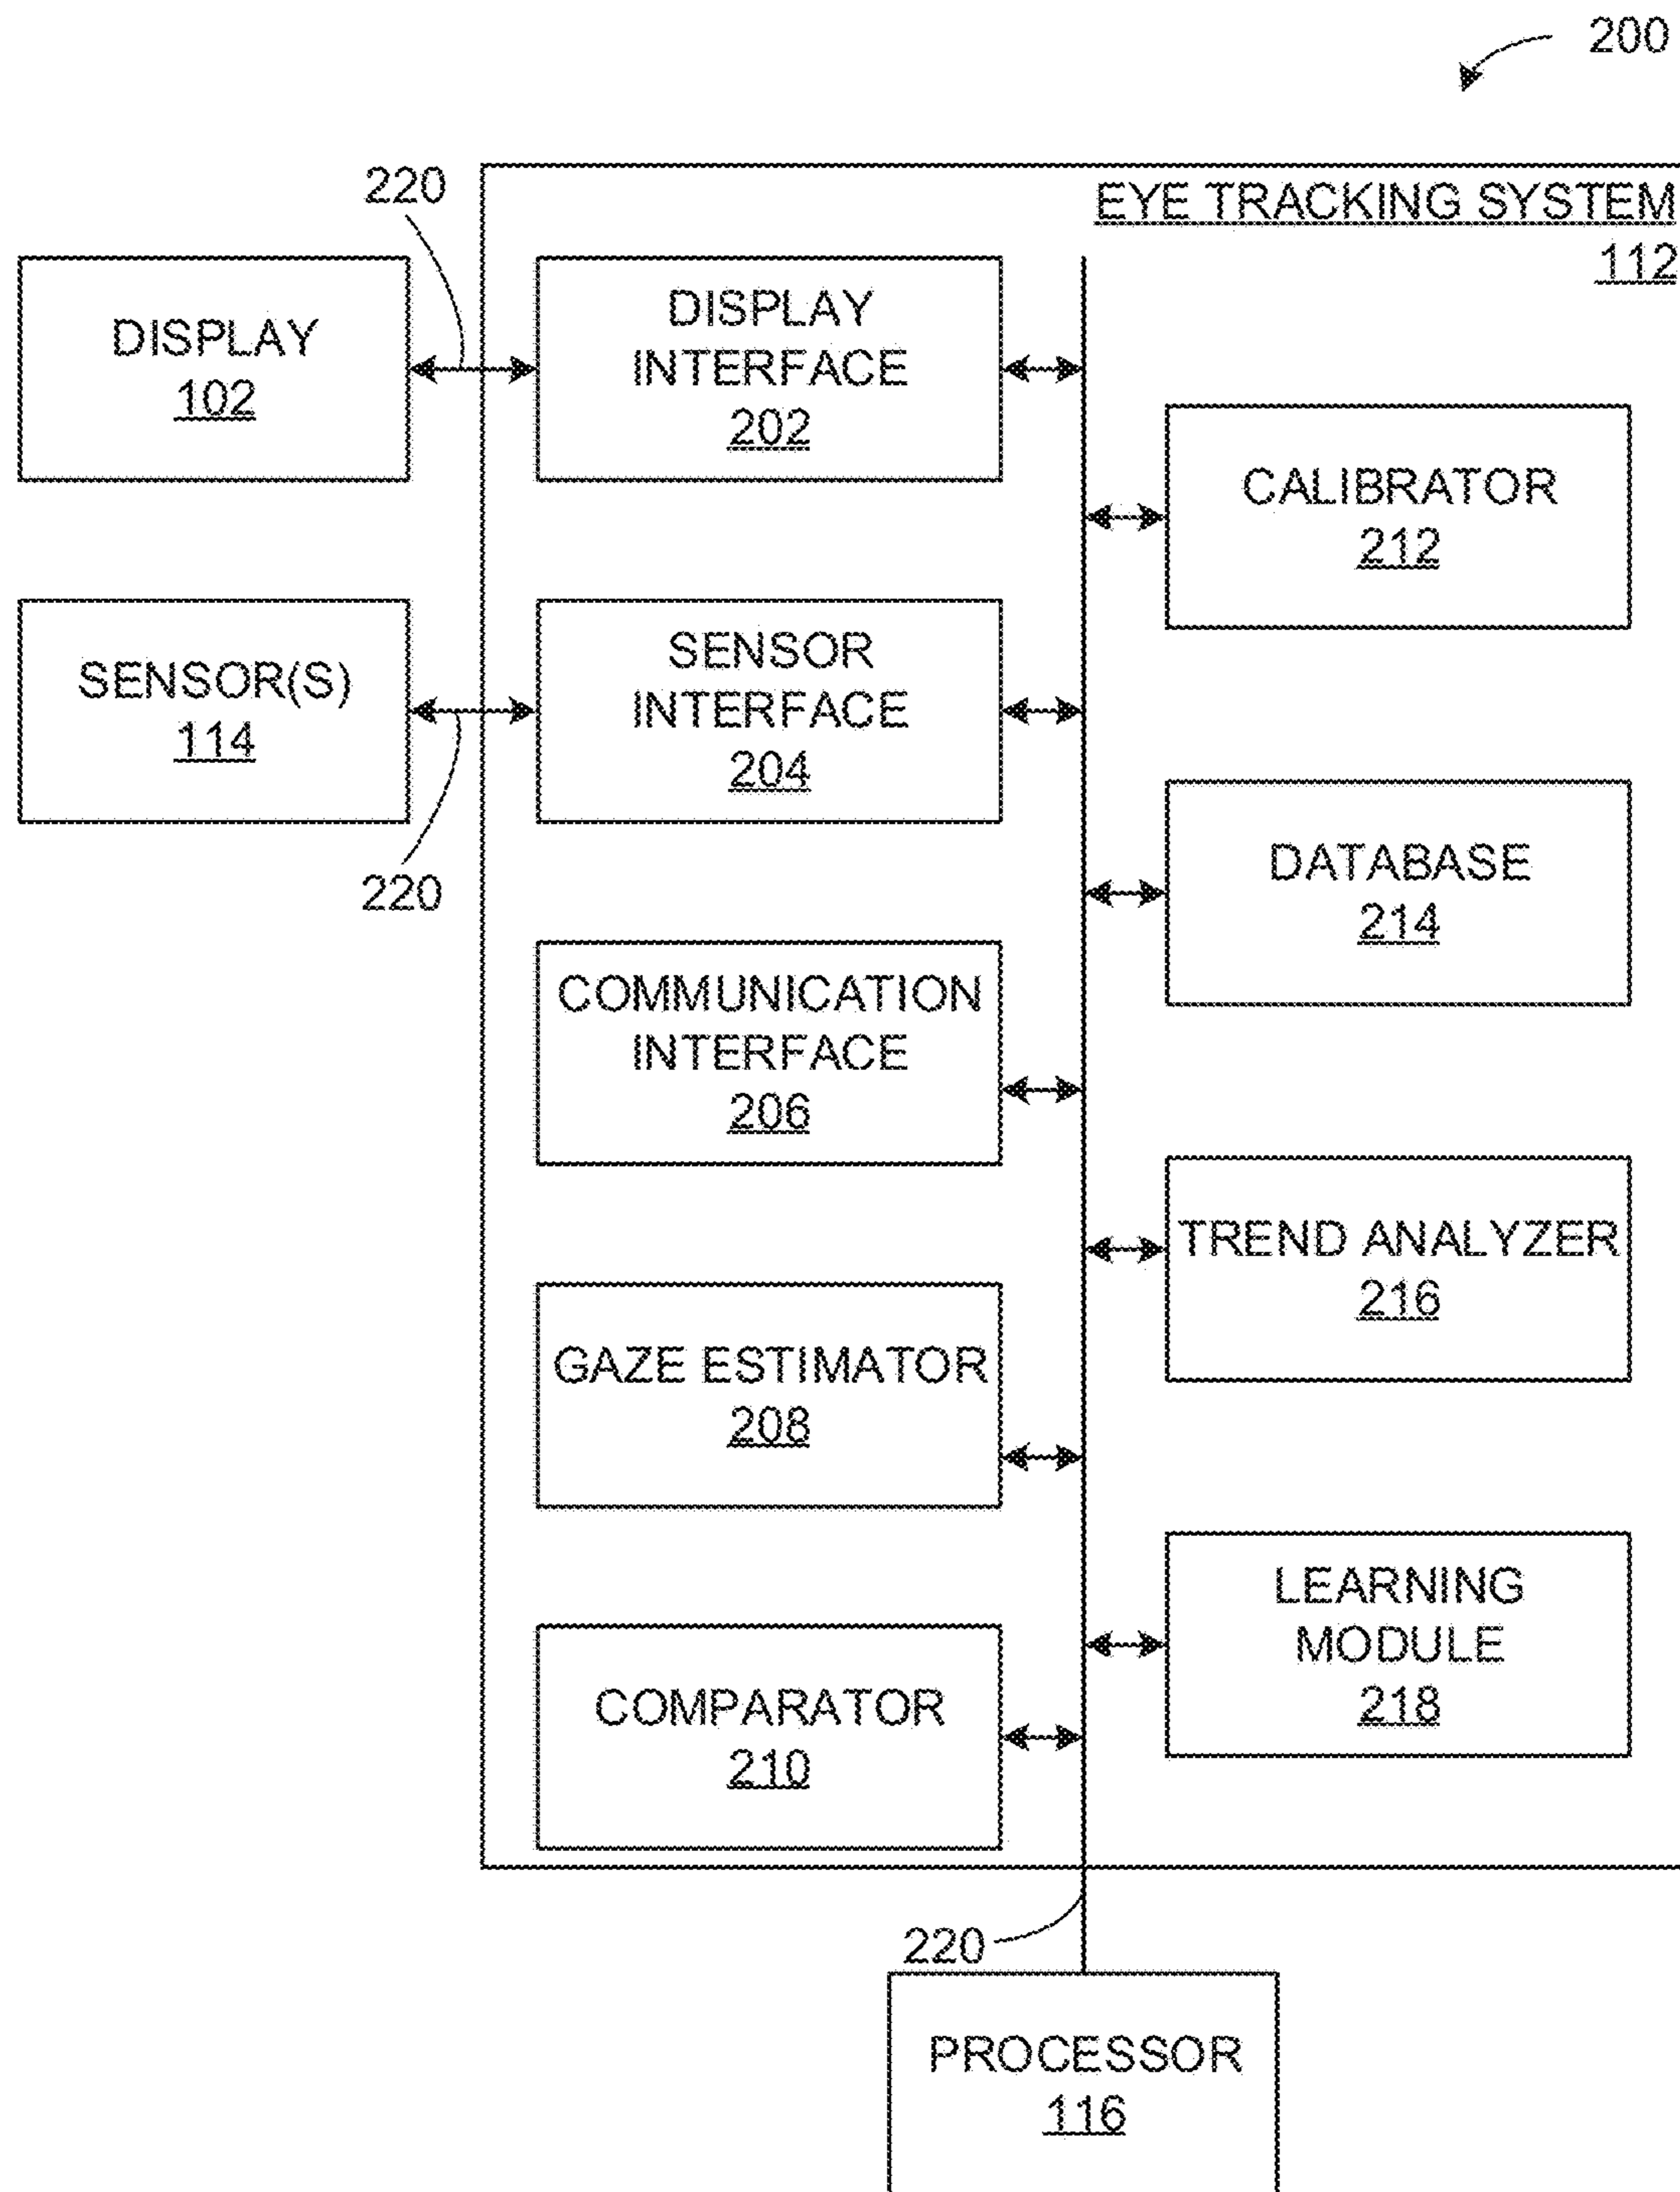 200
220
EYE TRACKING SYSTEM
112
DISPLAY
102
DISPLAY
INTERFACE
202
CALIBRATOR
212
SENSOR(S)
114
SENSOR
INTERFACE
204
220
DATABASE
214
COMMUNICATION
INTERFACE
206
TREND ANALYZER
216
GAZE ESTIMATOR
208
LEARNING
MODULE
218
COMPARATOR
210
220
PROCESSOR
116